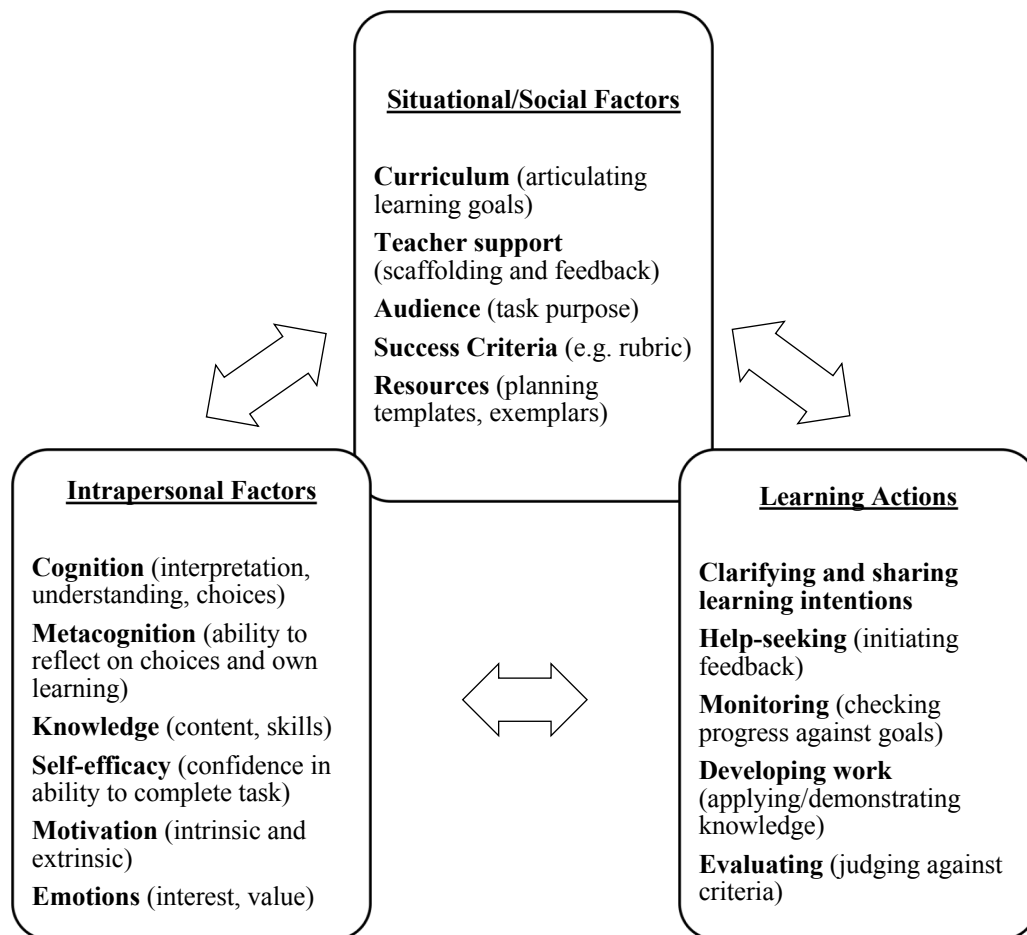 Situational/Social Factors
Curriculum (articulating
learning goals)
Teacher support
(scaffolding and feedback)
Audience (task purpose)
Success Criteria (e.g. rubric)
Resources (planning
templates, exemplars)
Intrapersonal Factors
Cognition (interpretation,
understanding, choices)
Metacognition (ability to
reflect on choices and own
learning)
Knowledge (content, skills)
Self-efficacy (confidence in
ability to complete task)
Motivation (intrinsic and
extrinsic)
Emotions (interest, value)
Learning Actions
Clarifying and sharing
learning intentions
Help-seeking (initiating
feedback)
Monitoring (checking
progress against goals)
Developing work
(applying/demonstrating
knowledge)
Evaluating (judging against
criteria)